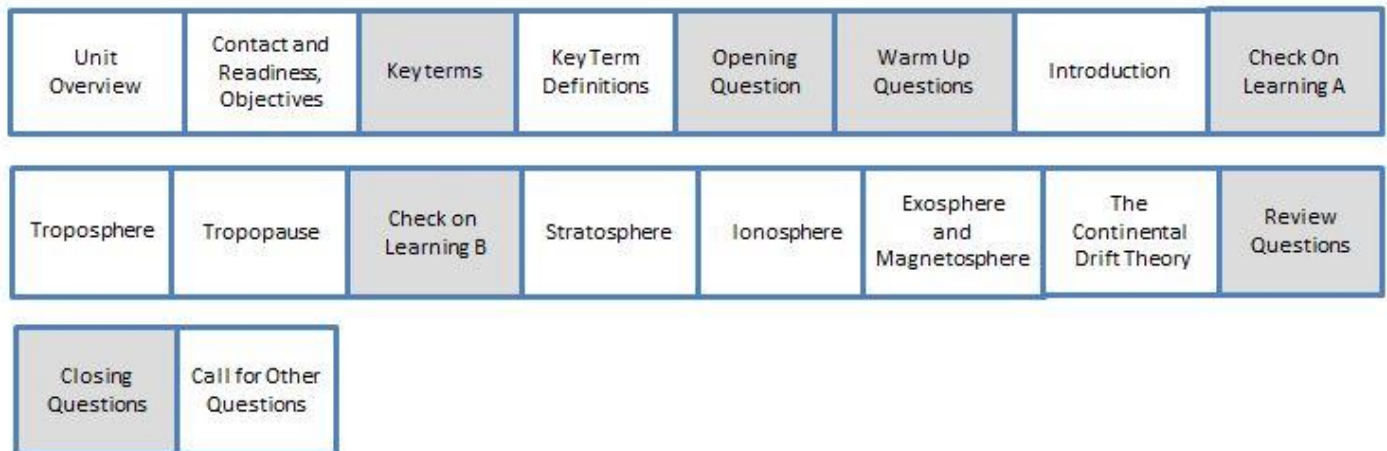 Unit
Overview
Contact and
Readiness,
Objectives
Key terms
Key Term
Definitions
Opening
Question
Warm Up
Questions
Introduction
Check On
Learning A
Troposphere
Tropopause
Check on
Learning B
Stratosphere
Ionosphere
Exosphere
and
Magnetosphere
The
Continental
Drift Theory
Review
Questions
Closing
Questions
Call for Other
Questions